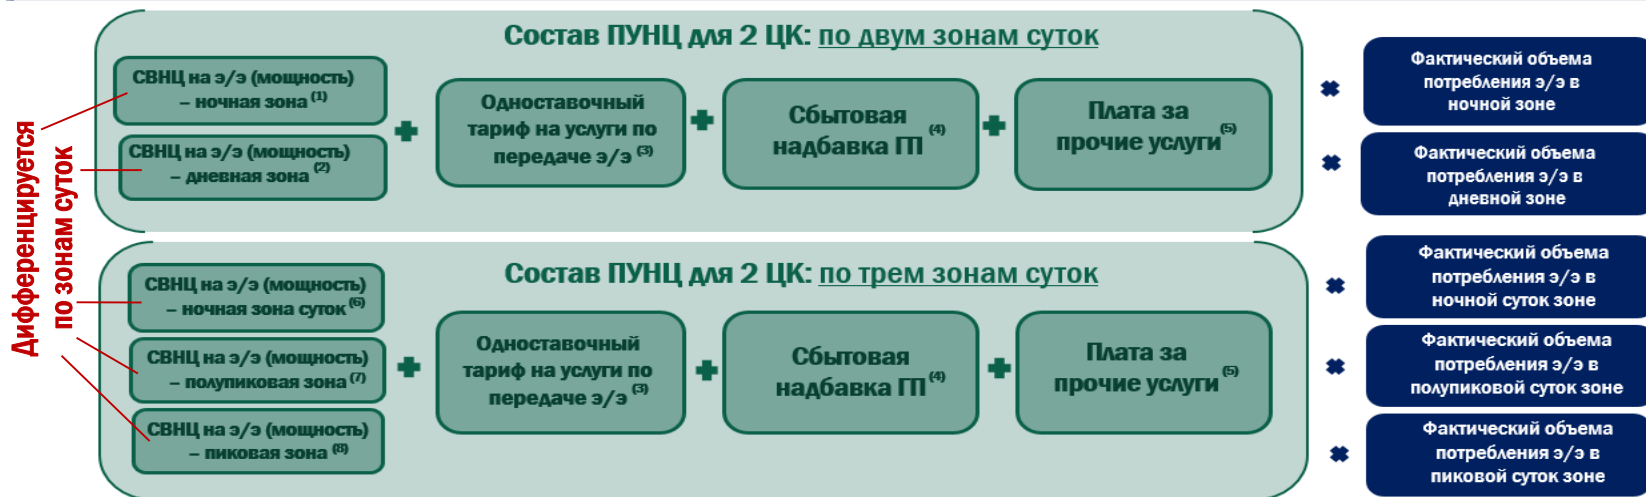 Дифференцируется
по зонам суток
Состав ПУНЦ для 2 ЦК: по двум зонам суток
СВНЦ на э/э (мощность)
– ночная зона (1)
СВНЦ на э/э (мощность)
– дневная зона (2)
Одноставочный
тариф на услуги по
передаче э/э (3)
Сбытовая
надбавка ГП (4)
Плата за
прочие услуги (5)
Фактический объема
потребления э/э в
ночной зоне
Фактический объема
потребления э/э в
дневной зоне
Состав ПУНЦ для 2 ЦК: по трем зонам суток
СВНЦ на э/э (мощность)
– ночная зона суток (6)
СВНЦ на э/э (мощность)
– полупиковая зона (7)
СВНЦ на э/э (мощность)
– пиковая зона (8)
Одноставочный
тариф на услуги по
передаче э/э (3)
Сбытовая
надбавка ГП (4)
Плата за
прочие услуги (5)
Фактический объема
потребления э/э в
ночной суток зоне
Фактический объема
потребления э/э в
полупиковой суток зоне
Фактический объема
потребления э/э в
пиковой суток зоне